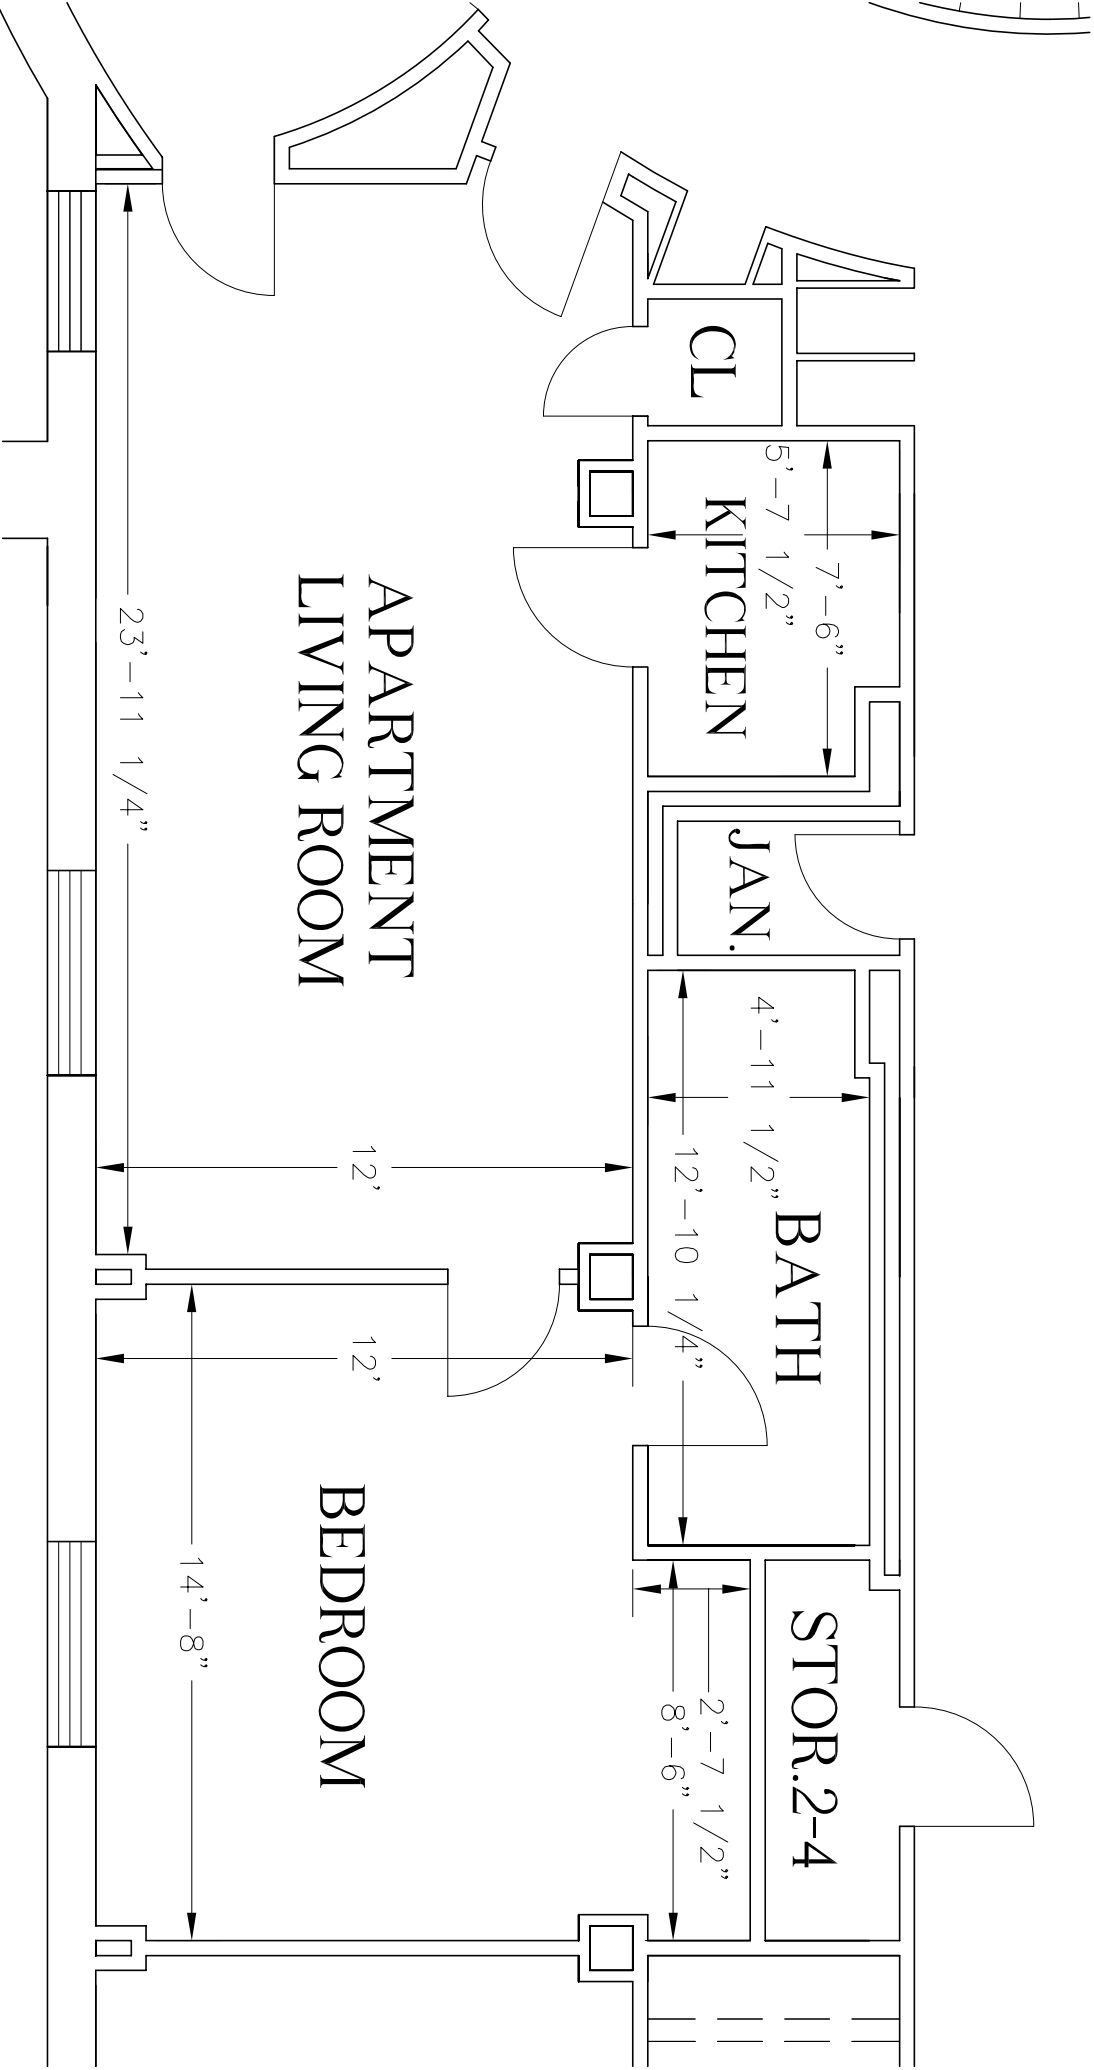 CL
5'-7 1/2"
7'-6"
KITCHEN
JAN.
4'-11 1/2"
12'-10 1/4"
BATH
STOR.2-4
2'-7 1/2"
8'-6"
APARTMENT
LIVING ROOM
23'-11 1/4"
12'
12'
BEDROOM
14'-8"